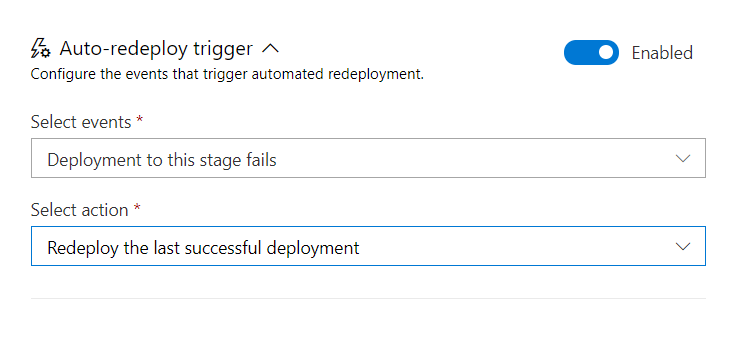 Auto-redeploy trigger
Enabled
Configure the events that trigger automated redeployment.
Select events *
Deployment to this stage fails
Select action *
Redeploy the last successful deployment